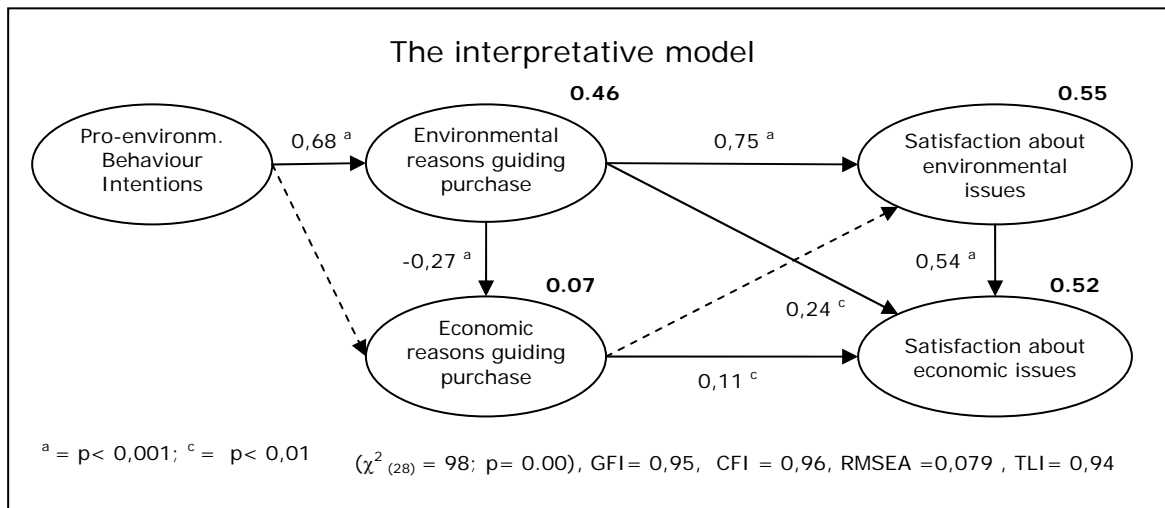 The interpretative model
0.46
0.55
Pro-environm.
Behaviour
Intentions
0,68 a
Environmental
reasons guiding
purchase
0,75 a
Satisfaction about
environmental
issues
-0,27 a
0,54 a
0.07
0.52
Economic
reasons guiding
purchase
0,24 c
0,11 c
Satisfaction about
economic issues
a = p< 0,001; c = p< 0,01
(χ2 (28) = 98; p= 0.00), GFI= 0,95, CFI = 0,96, RMSEA =0,079 , TLI= 0,94